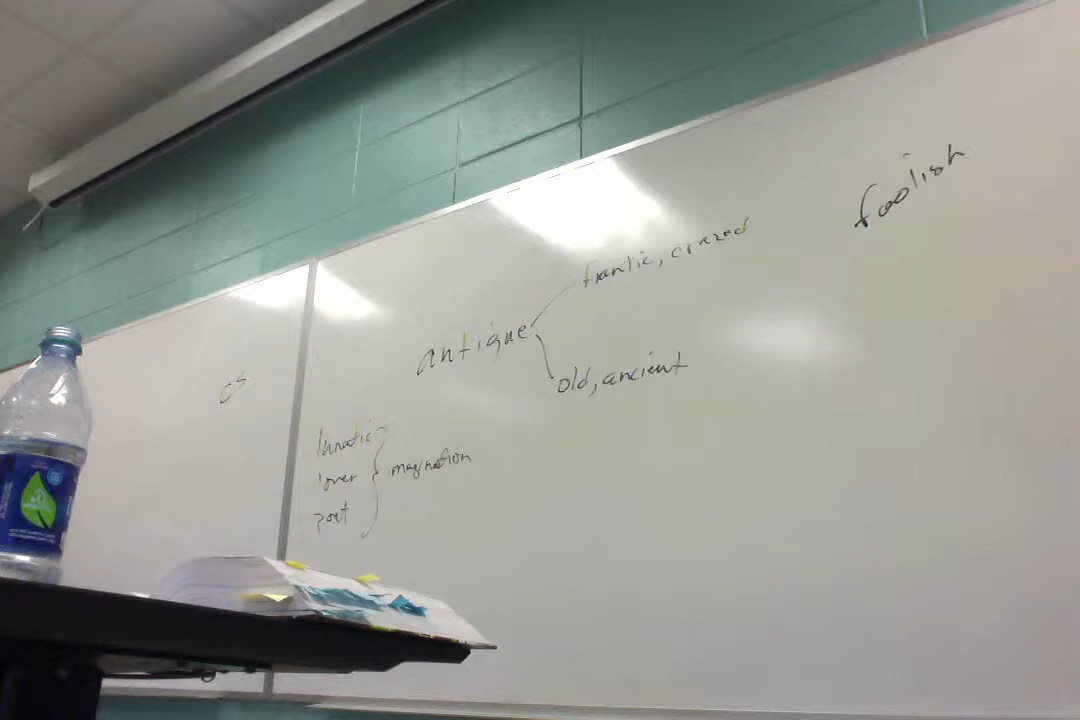 foolish
frantic, crazed
antique
old, ancient
cs
lunatic
lover
poet
imagination